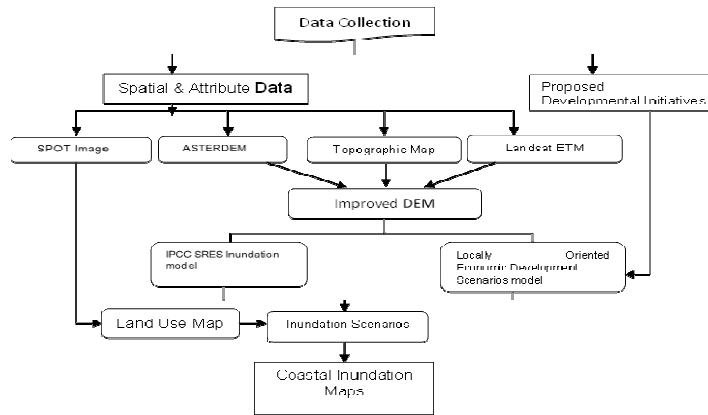 Data Collection
Spatial & Attribute Data
Proposed
Developmental Initiatives
SPOT Image
ASTERDEM
Topographic Map
Landsat ETM
Improved DEM
IPCC SRES Inundation
model
Locally Oriented
Economic Development
Scenarios model
Land Use Map
Inundation Scenarios
Coastal Inundation
Maps